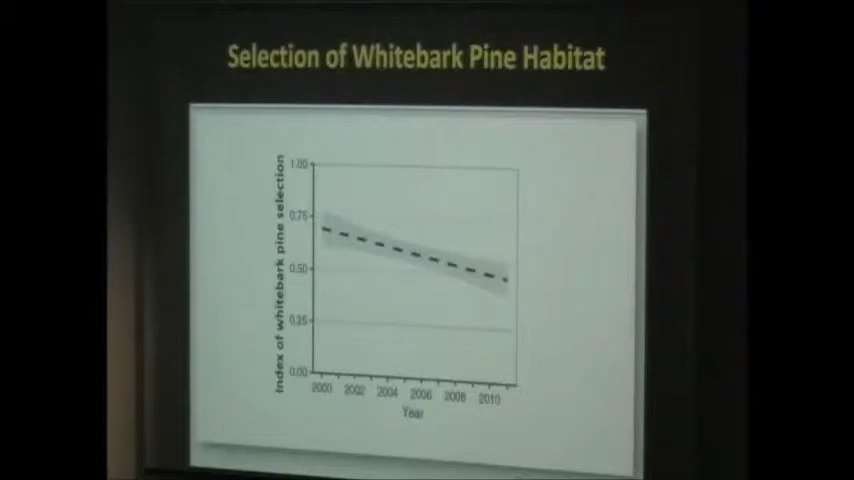 Selection of Whitebark Pine Habitat
Index of whitebark pine selection
1.00
0.75
0.50
0.25
0.00
2000 2002 2004 2006 2008 2010
Year